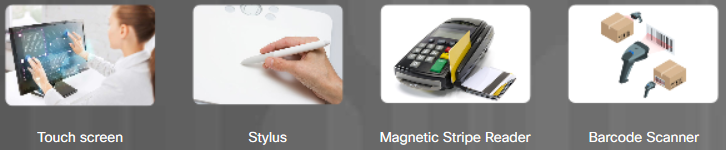 Touch screen
Stylus
Magnetic Stripe Reader
Barcode Scanner